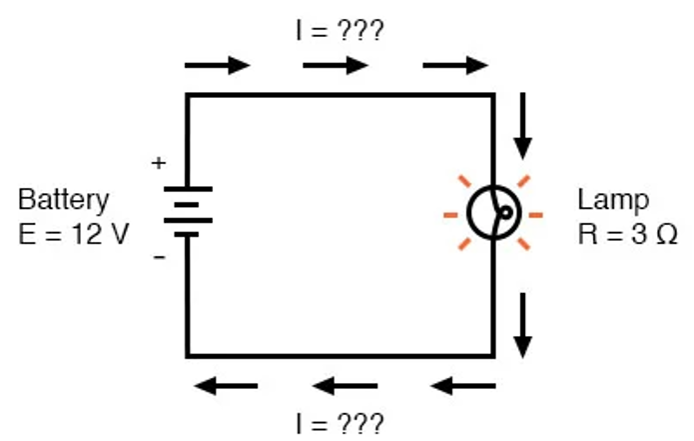 I = ???
+
Battery
E = 12 V
-
Lamp
R = 3 Ω
I = ???